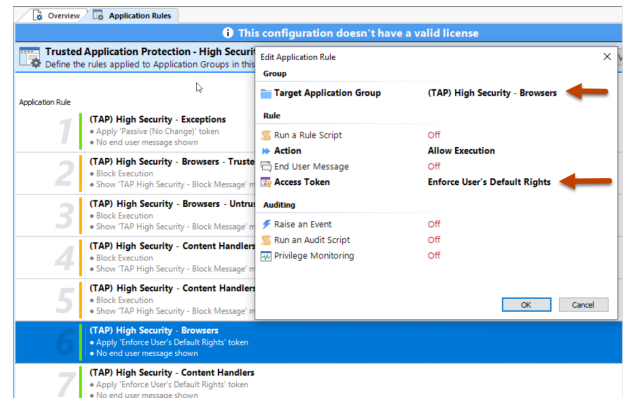 Overview
Application Rules
This configuration doesn't have a valid license
Trusted Application Protection - High Securi
Define the rules applied to Application Groups in this
Application Rule
1
(TAP) High Security - Exceptions
• Apply 'Passive (No Change)' token
• No end user message shown
2
(TAP) High Security - Browsers - Truste
• Block Execution
• Show 'TAP High Security - Block Message' m
3
(TAP) High Security - Browsers - Untrus
• Block Execution
• Show 'TAP High Security - Block Message' m
4
(TAP) High Security - Content Handlers
• Block Execution
• Show 'TAP High Security - Block Message' m
5
(TAP) High Security - Content Handlers
• Block Execution
• Show 'TAP High Security - Block Message' m
6
(TAP) High Security - Browsers
• Apply 'Enforce User's Default Rights' token
• No end user message shown
7
(TAP) High Security - Content Handlers
• Apply 'Enforce User's Default Rights' token
• No end user message shown
Edit Application Rule
Group
Target Application Group (TAP) High Security - Browsers
Rule
Run a Rule Script Off
Action Allow Execution
End User Message Off
Access Token Enforce User's Default Rights
Auditing
Raise an Event Off
Run an Audit Script Off
Privilege Monitoring Off
OK Cancel